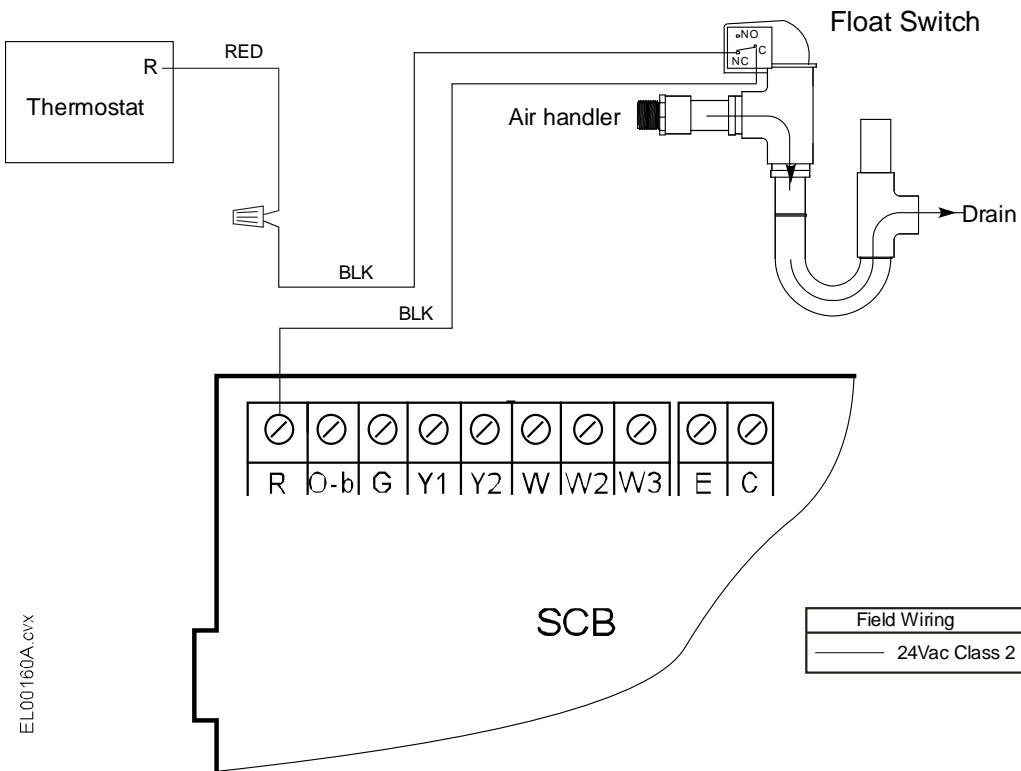 Float Switch
NO
C
NC
RED
R
Thermostat
Air handler
Drain
BLK
BLK
R O-b G Y1 Y2 W W2 W3 E C
SCB
Field Wiring
24Vac Class 2
EL00160A.cvx